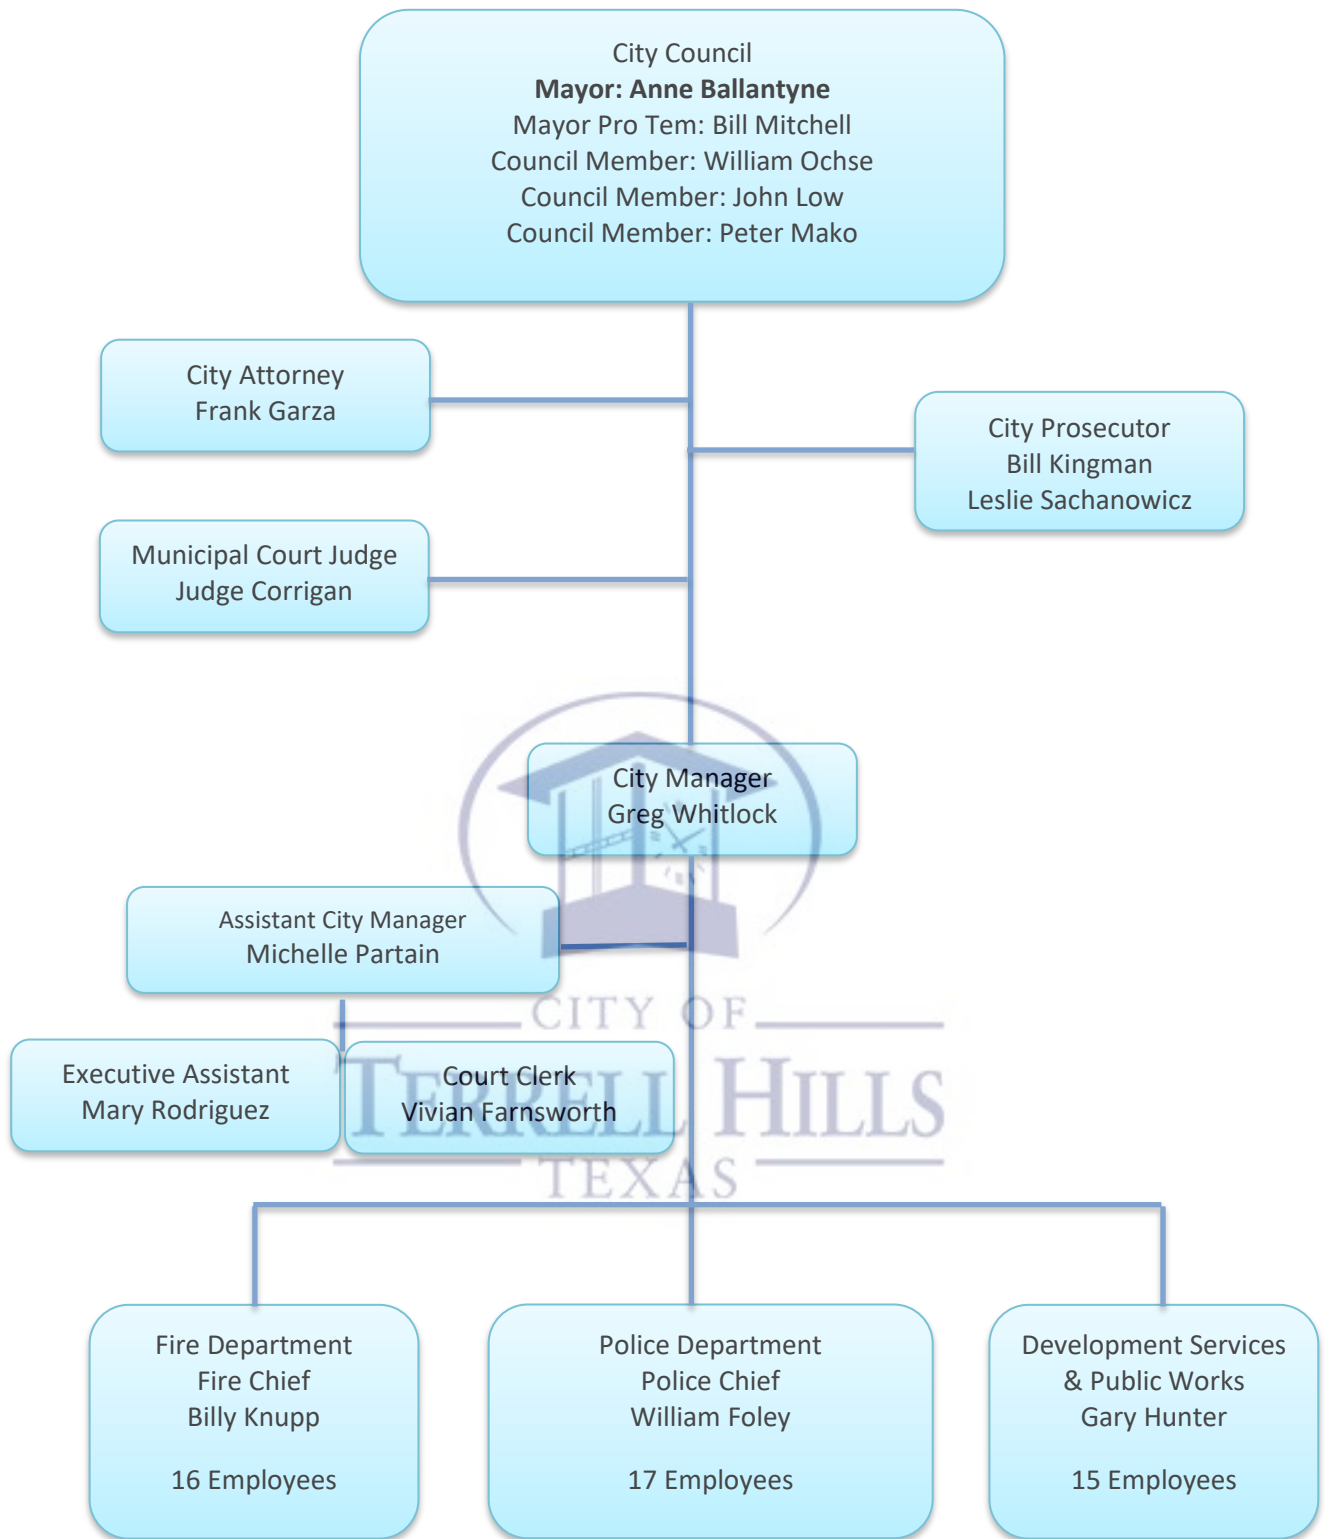 City Council
Mayor: Anne Ballantyne
Mayor Pro Tem: Bill Mitchell
Council Member: William Ochse
Council Member: John Low
Council Member: Peter Mako
City Attorney
Frank Garza
City Prosecutor
Bill Kingman
Leslie Sachanowicz
Municipal Court Judge
Judge Corrigan
City Manager
Greg Whitlock
Assistant City Manager
Michelle Partain
CITY OF
Executive Assistant
Mary Rodriguez
Court Clerk
Vivian Farnsworth
TERRELL HILLS
TEXAS
Fire Department
Fire Chief
Billy Knupp
16 Employees
Police Department
Police Chief
William Foley
17 Employees
Development Services
& Public Works
Gary Hunter
15 Employees